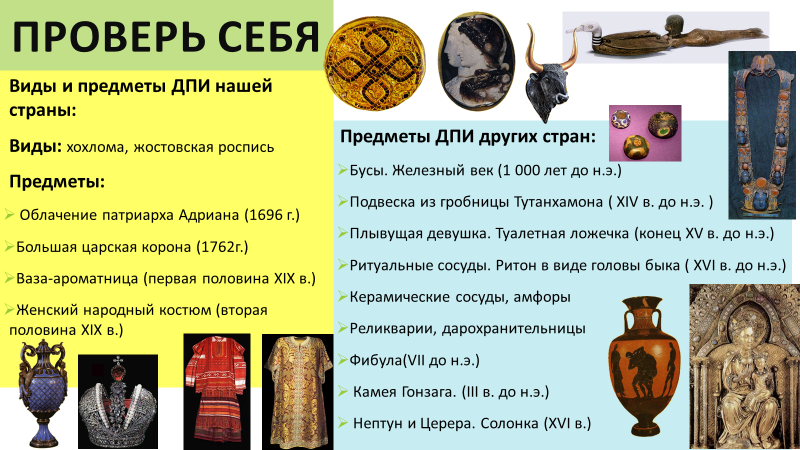 ПРОВЕРЬ СЕБЯ
Виды и предметы ДПИ нашей
страны:
Виды: хохлома, жостовская роспись
Предметы:
Облачение патриарха Адриана (1696 г.)
Большая царская корона (1762г.)
Ваза-ароматница (первая половина XIX в.)
Женский народный костюм (вторая
половина XIX в.)
Предметы ДПИ других стран:
Бусы. Железный век (1 000 лет до н.э.)
Подвеска из гробницы Тутанхамона ( XIV в. до н.э. )
Плывущая девушка. Туалетная ложечка (конец XV в. до н.э.)
Ритуальные сосуды. Ритон в виде головы быка ( XVI в. до н.э.)
Керамические сосуды, амфоры
Реликварии, дарохранительницы
Фибула(VII до н.э.)
Камея Гонзага. (III в. до н.э.)
Нептун и Церера. Солонка (XVI в.)